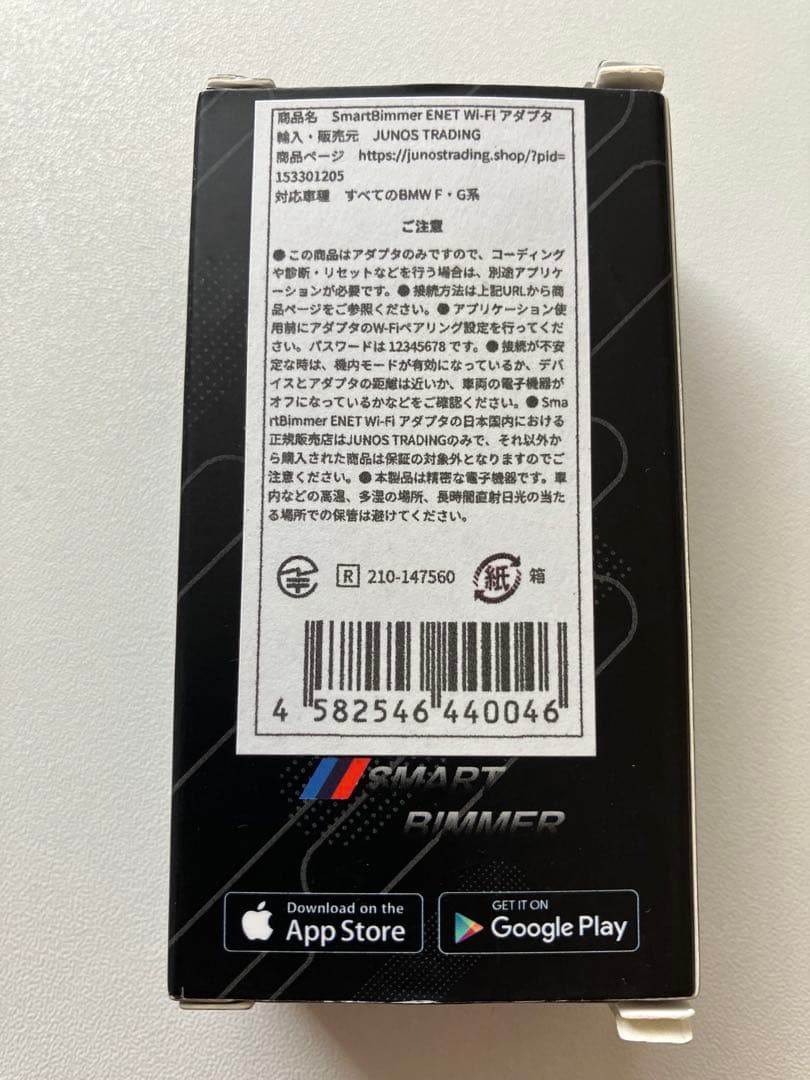 商品名　SmartBimmer ENET Wi-Fi アダプタ
輸入・販売元　JUNOS TRADING
商品ページ　https://junostrading.shop/?pid=
153301205
対応車種　すべてのBMW F・G系
ご注意
●この商品はアダプタのみですので、コーディング
や診断・リセットなどを行う場合は、別途アプリケ
ーションが必要です。●接続方法は上記URLから商
品ページをご参照ください。●アプリケーション使
用前にアダプタのW-Fiペアリング設定を行ってくだ
さい。パスワードは 12345678 です。●接続が不安
定な時は、機内モードが有効になっているか、デバ
イスとアダプタの距離は近いか、車両の電子機器が
オフになっているかなどをご確認ください。●Sma
rtBimmer ENET Wi-Fi アダプタの日本国内における
正規販売店はJUNOS TRADINGのみで、それ以外か
ら購入された商品は保証の対象外となりますのでご
注意ください。●本製品は精密な電子機器です。車
内などの高温、多湿の場所、長時間直射日光の当た
る場所での保管は避けてください。
R 210-147560 紙 箱
4 582546 440046
SMART
BIMMER
Download on the
App Store
GET IT ON
Google Play